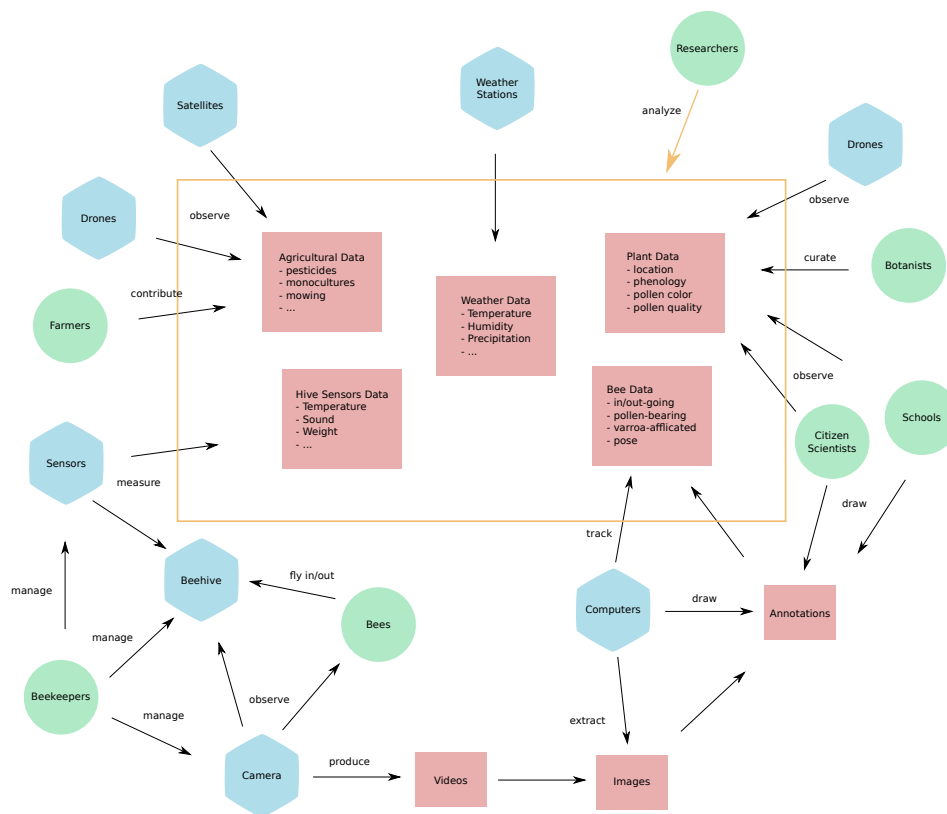 Researchers
Satellites
Weather
Stations
analyze
Drones
Drones
observe
observe
Agricultural Data
- pesticides
- monocultures
- mowing
- ...
Plant Data
- location
- phenology
- pollen color
- pollen quality
curate
Botanists
contribute
Farmers
Weather Data
- Temperature
- Humidity
- Precipitation
- ...
observe
Hive Sensors Data
- Temperature
- Sound
- Weight
- ...
Bee Data
- in/out-going
- pollen-bearing
- varroa-afflicated
- pose
Citizen
Scientists
Schools
Sensors
measure
draw
track
Beehive
fly in/out
manage
Bees
Computers
draw
Annotations
manage
Beekeepers
observe
manage
extract
Camera
produce
Videos
Images